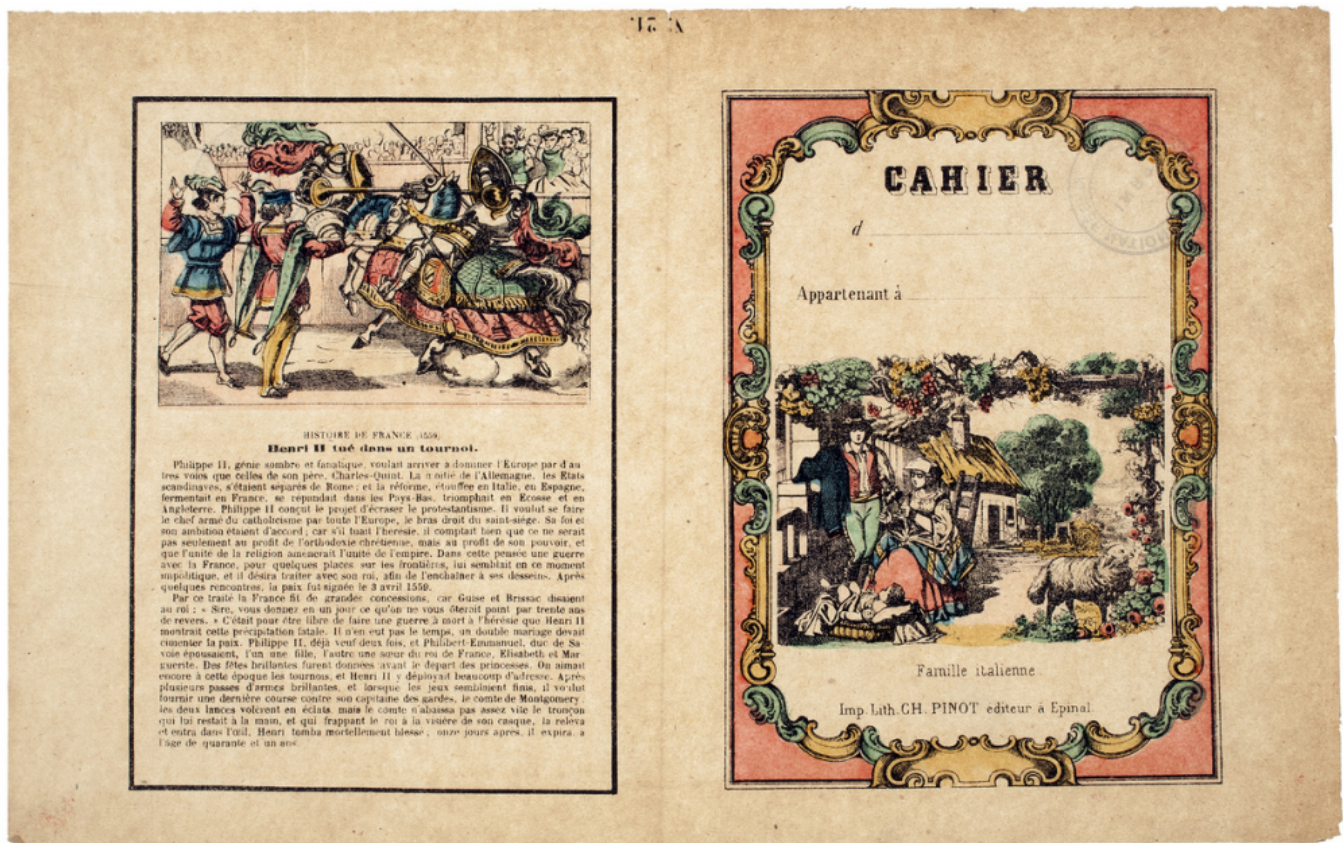 HISTOIRE DE FRANCE (1559)
Henri II tué dans un tournoi.
Philippe II, génie sombre et fanatique, voulait arriver a dominer l'Europe par d'au
tres voies que celles de son père, Charles-Quint. La moitié de l'Allemagne, les Etats
scandinaves, s'étaient séparés de Rome; et la réforme, étouffée en Italie, en Espagne,
fermentait en France, se répandait dans les Pays-Bas, triomphait en Ecosse et en
Angleterre. Philippe II conçut le projet d'écraser le protestantisme. Il voulut se faire
le chef armé du catholicisme par toute l'Europe, le bras droit du saint-siége. Sa foi et
son ambition étaient d'accord; car s'il tuait l'heresie, il comptait bien que ce ne serait
pas seulement au profit de l'orthodoxie chrétienne, mais au profit de son pouvoir, et
que l'unité de la religion amènerait l'unité de l'empire. Dans cette pensée une guerre
avec la France, pour quelques places sur les frontières, lui semblait en ce moment
impolitique, et il désira traiter avec son roi, afin de l'enchaîner à ses desseins. Après
quelques rencontres, la paix fut signée le 3 avril 1559.
Par ce traité la France fit de grandes concessions, car Guise et Brissac disaient
au roi : « Sire, vous donnez en un jour ce qu'on ne vous ôterait point par trente ans
de revers. » C'était pour être libre de faire une guerre à mort à l'hérésie que Henri II
montrait cette précipitation fatale. Il n'en eut pas le temps, un double mariage devait
cimenter la paix. Philippe II, déjà veuf deux fois, et Philibert-Emmanuel, duc de Sa-
voie épousaient, l'un une fille, l'autre une sœur du roi de France, Elisabeth et Mar-
guerite. Des fêtes brillantes furent données avant le départ des princesses. On aimait
encore à cette époque les tournois, et Henri II y déployait beaucoup d'adresse. Après
plusieurs passes d'armes brillantes, et lorsque les jeux semblaient finis, il voulut
fournir une dernière course contre son capitaine des gardes, le comte de Montgomery :
les deux lances volèrent en éclats, mais le comte n'abaissa pas assez vite le tronçon
qui lui restait à la main, et qui frappant le roi à la visière de son casque, la releva
et entra dans l'œil. Henri tomba mortellement blessé; onze jours après, il expira, a
l'âge de quarante et un ans.
CAHIER
d
Appartenant à
Famille italienne
Imp. Lith. CH. PINOT éditeur à Epinal.